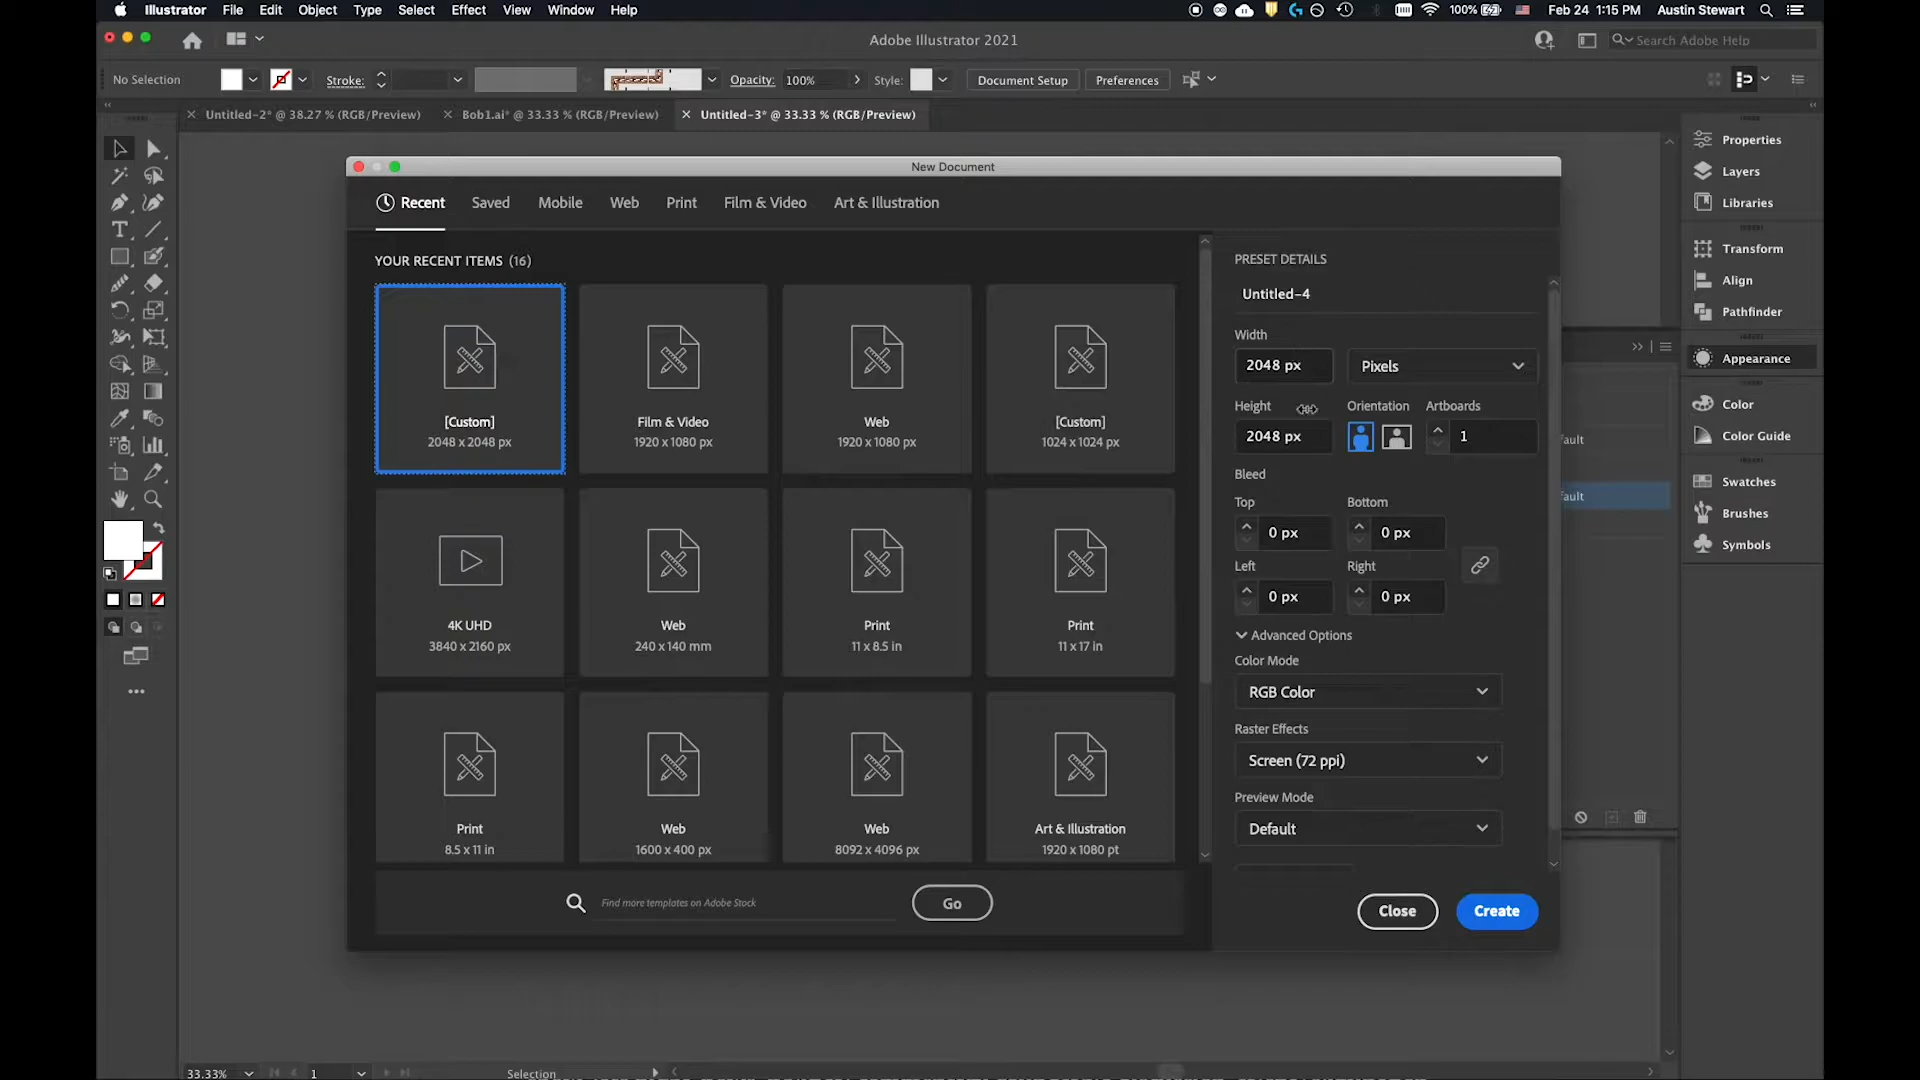 Illustrator File Edit Object Type Select Effect View Window Help
100% Feb 24 1:15 PM Austin Stewart
Adobe Illustrator 2021
Search Adobe Help
No Selection Stroke: Opacity: 100% Style: Document Setup Preferences
Untitled-2* @ 38.27 % (RGB/Preview) Bob1.ai* @ 33.33 % (RGB/Preview) Untitled-3* @ 33.33 % (RGB/Preview)
New Document
Recent Saved Mobile Web Print Film & Video Art & Illustration
YOUR RECENT ITEMS (16)
[Custom]
2048 x 2048 px
Film & Video
1920 x 1080 px
Web
1920 x 1080 px
[Custom]
1024 x 1024 px
4K UHD
3840 x 2160 px
Web
240 x 140 mm
Print
11 x 8.5 in
Print
11 x 17 in
Print
8.5 x 11 in
Web
1600 x 400 px
Web
8092 x 4096 px
Art & Illustration
1920 x 1080 pt
Find more templates on Adobe Stock
Go
PRESET DETAILS
Untitled-4
Width
2048 px Pixels
Height Orientation Artboards
2048 px 1
Bleed
Top Bottom
0 px 0 px
Left Right
0 px 0 px
Advanced Options
Color Mode
RGB Color
Raster Effects
Screen (72 ppi)
Preview Mode
Default
Close Create
Properties
Layers
Libraries
Transform
Align
Pathfinder
Appearance
Color
Color Guide
Swatches
Brushes
Symbols
ault
ault
33.33% 1 Selection